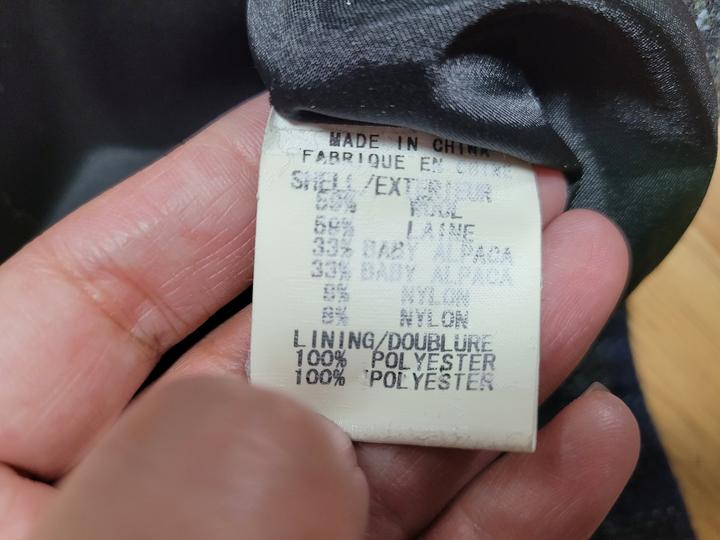 MADE IN CHINA
FABRIQUE EN CHINE
SHELL/EXTERIEUR
59% WOOL
59% LAINE
33% BABY ALPACA
33% BABY ALPACA
8% NYLON
8% NYLON
LINING/DOUBLURE
100% POLYESTER
100% POLYESTER